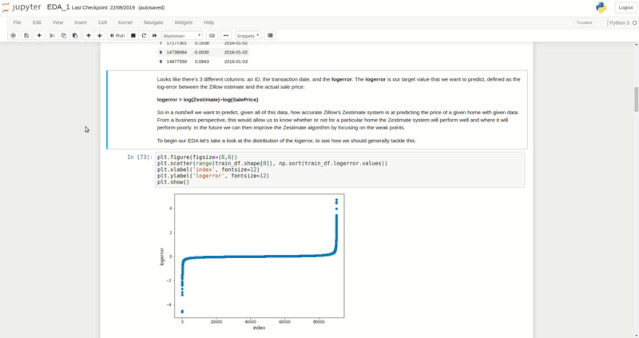 jupyter EDA_1 Last Checkpoint: 22/08/2019 (autosaved)
Logout
File Edit View Insert Cell Kernel Navigate Widgets Help
Trusted
Python 3
Run
Markdown
Snippets
8 14739064 -0.0030 2016-01-02
9 14677559 0.0843 2016-01-03
Looks like there's 3 different columns: an ID, the transaction date, and the logerror. The logerror is our target value that we want to predict, defined as the
log-error between the Zillow estimate and the actual sale price:
logerror = log(Zestimate)−log(SalePrice)
So in a nutshell we want to predict, given all of this data, how accurate Zillow's Zestimate system is at predicting the price of a given home with given data.
From a business perspective, this would allow us to know whether or not for a particular home the Zestimate system will perform well and where it will
perform poorly. In the future we can then improve the Zestimate algorithm by focusing on the weak points.
To begin our EDA let's take a look at the distribution of the logerror, to see how we should generally tackle this.
In [73]:
plt.figure(figsize=(8,6))
plt.scatter(range(train_df.shape[0]), np.sort(train_df.logerror.values))
plt.xlabel('index', fontsize=12)
plt.ylabel('logerror', fontsize=12)
plt.show()
4
2
0
−2
−4
logerror
0 20000 40000 60000 80000
index